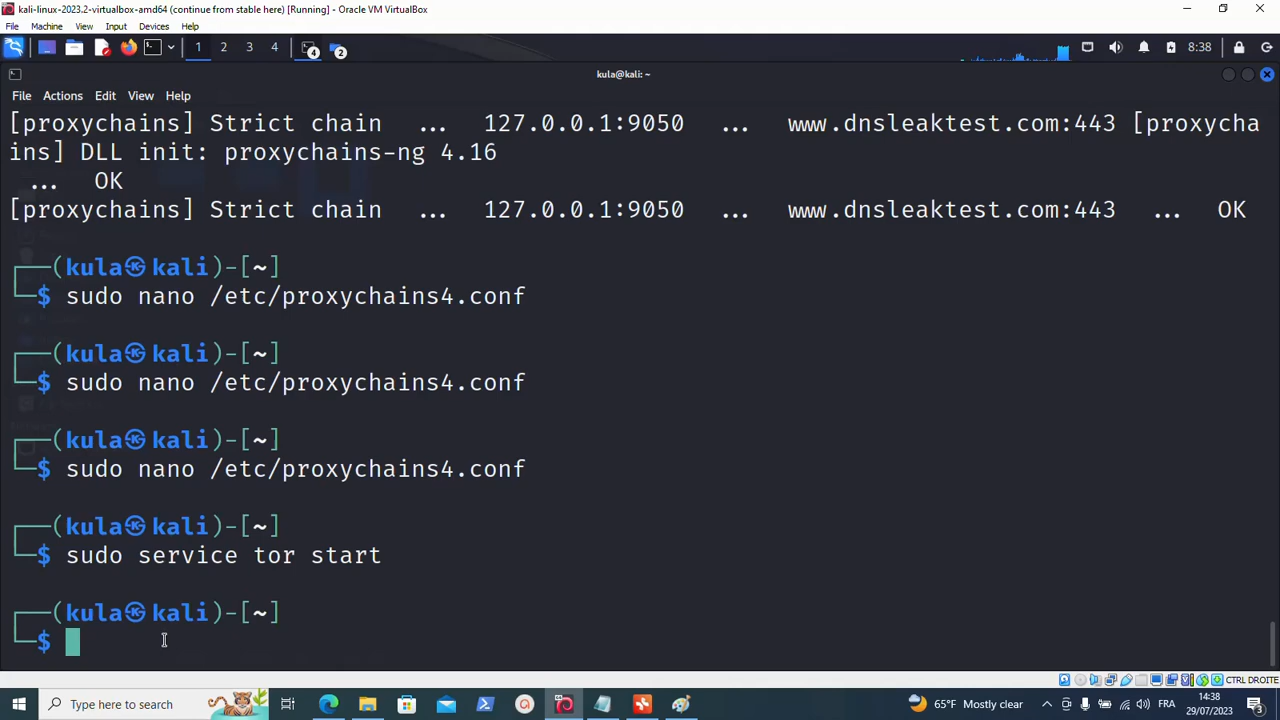 kali-linux-2023.2-virtualbox-amd64 (continue from stable here) [Running] - Oracle VM VirtualBox
File Machine View Input Devices Help
1 2 3 4 4 2 8:38
kula@kali: ~
File Actions Edit View Help
[proxychains] Strict chain ... 127.0.0.1:9050 ... www.dnsleaktest.com:443 [proxycha
ins] DLL init: proxychains-ng 4.16
... OK
[proxychains] Strict chain ... 127.0.0.1:9050 ... www.dnsleaktest.com:443 ... OK
┌──(kula㉿kali)-[~]
└─$ sudo nano /etc/proxychains4.conf
┌──(kula㉿kali)-[~]
└─$ sudo nano /etc/proxychains4.conf
┌──(kula㉿kali)-[~]
└─$ sudo nano /etc/proxychains4.conf
┌──(kula㉿kali)-[~]
└─$ sudo service tor start
┌──(kula㉿kali)-[~]
└─$
CTRL DROITE
Type here to search
65°F Mostly clear
FRA
14:38
29/07/2023
3